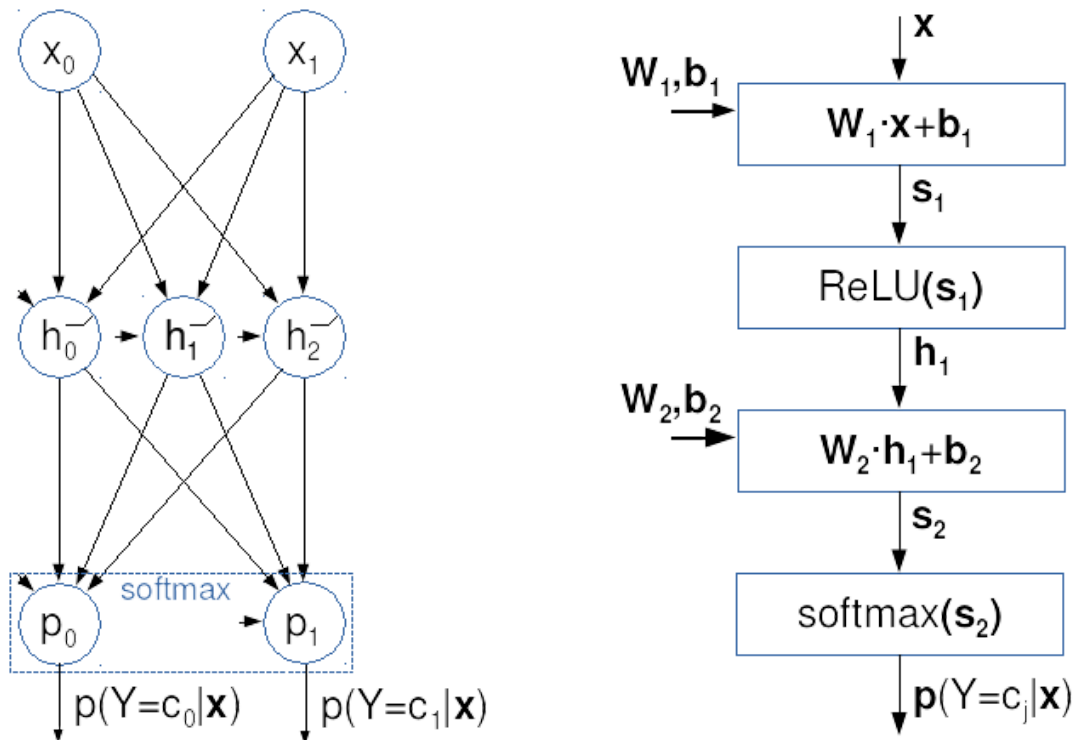 x₀ x₁
h₀ h₁ h₂
softmax
p₀ p₁
p(Y=c₀|x) p(Y=c₁|x)
x
W₁,b₁
W₁·x+b₁
s₁
ReLU(s₁)
h₁
W₂,b₂
W₂·h₁+b₂
s₂
softmax(s₂)
p(Y=cⱼ|x)